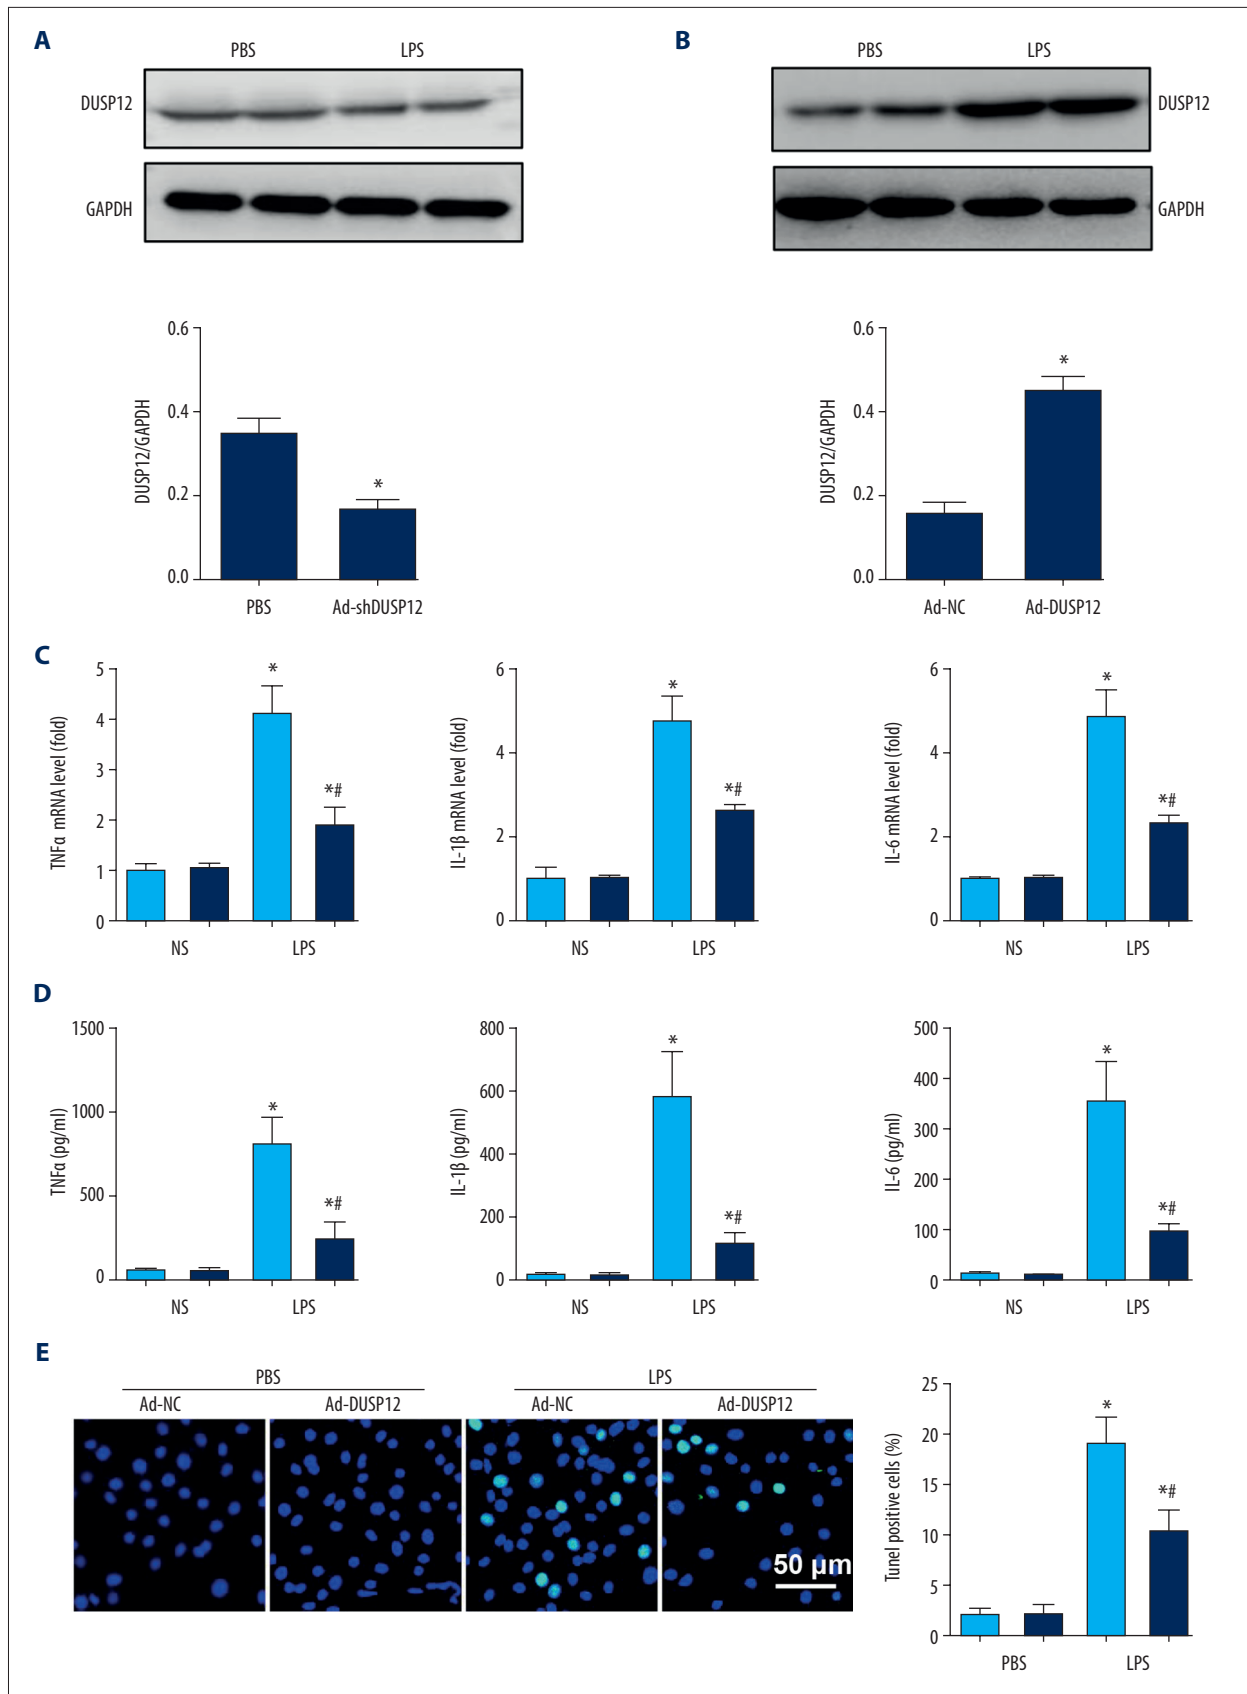 A
PBS LPS
DUSP12
GAPDH
B
PBS LPS
DUSP12
GAPDH
DUSP12/GAPDH
0.6
0.4
0.2
0.0
PBS Ad-shDUSP12
*
DUSP12/GAPDH
0.6
0.4
0.2
0.0
Ad-NC Ad-DUSP12
*
C
TNFα mRNA level (fold)
5
4
3
2
1
0
*
*#
NS LPS
IL-1β mRNA level (fold)
6
4
2
0
*
*#
NS LPS
IL-6 mRNA level (fold)
6
4
2
0
*
*#
NS LPS
D
TNFα (pg/ml)
1500
1000
500
0
*
*#
NS LPS
IL-1β (pg/ml)
800
600
400
200
0
*
*#
NS LPS
IL-6 (pg/ml)
500
400
300
200
100
0
*
*#
NS LPS
E
PBS LPS
Ad-NC Ad-DUSP12 Ad-NC Ad-DUSP12
50 µm
Tunel positive cells (%)
25
20
15
10
5
0
*
*#
PBS LPS